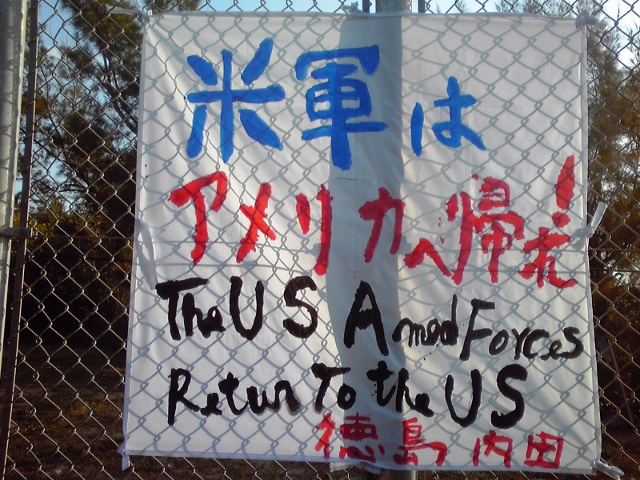 米軍は
アメリカへ帰れ!
The US Armed Forces
Return To the US
徳島 内田